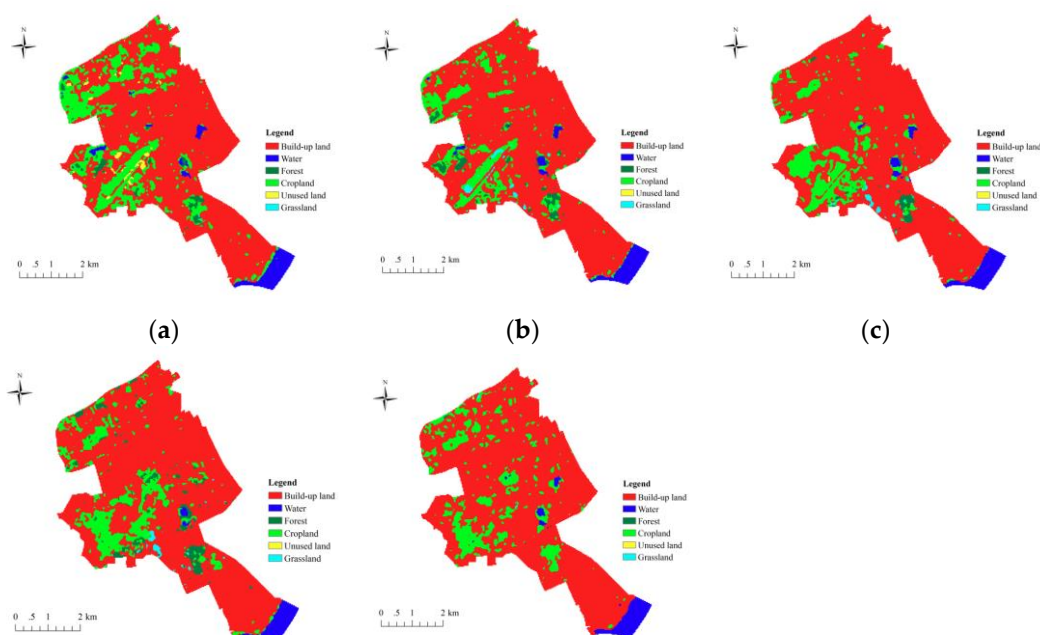 N
N
N
Legend
Build-up land
Water
Forest
Cropland
Unused land
Grassland
0 .5 1 2 km
Legend
Build-up land
Water
Forest
Cropland
Unused land
Grassland
0 .5 1 2 km
Legend
Build-up land
Water
Forest
Cropland
Unused land
Grassland
0 .5 1 2 km
(a)
(b)
(c)
N
N
Legend
Build-up land
Water
Forest
Cropland
Unused land
Grassland
0 .5 1 2 km
Legend
Build-up land
Water
Forest
Cropland
Unused land
Grassland
0 .5 1 2 km